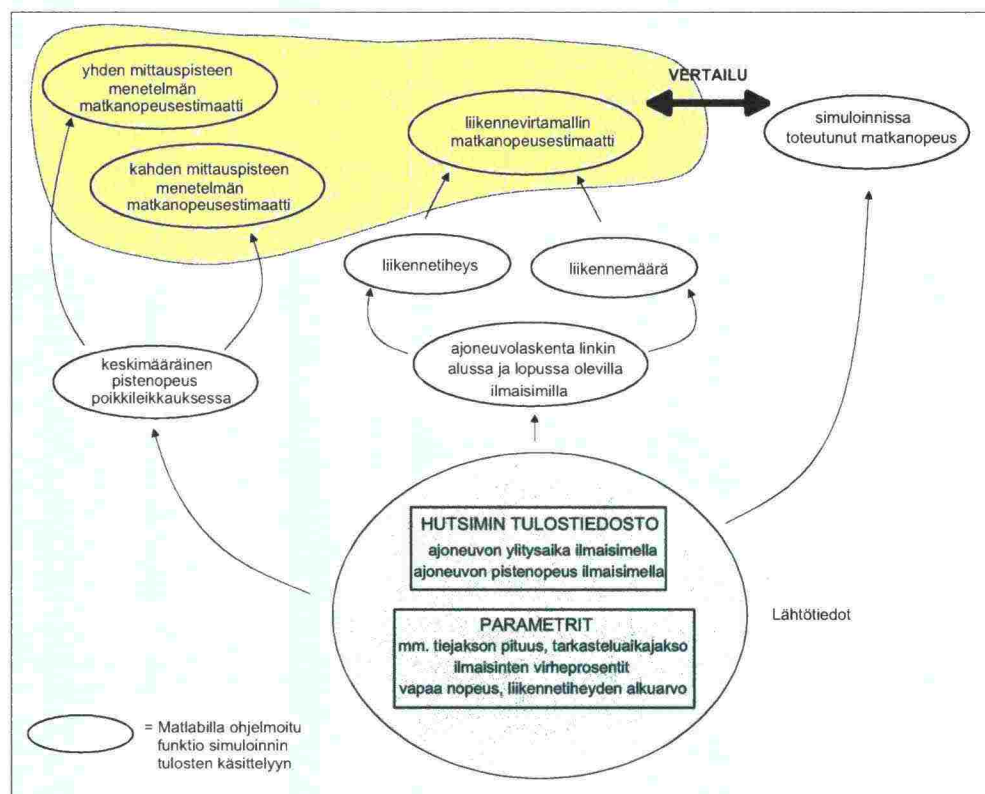 yhden mittauspisteen
menetelmän
matkanopeusestimaatti
kahden mittauspisteen
menetelmän
matkanopeusestimaatti
liikennevirtamallin
matkanopeusestimaatti
VERTAILU
simuloinnissa
toteutunut matkanopeus
liikennetiheys
liikennemäärä
keskimääräinen
pistenopeus
poikkileikkauksessa
ajoneuvolaskenta linkin
alussa ja lopussa olevilla
ilmaisimilla
HUTSIMIN TULOSTIEDOSTO
ajoneuvon ylitysaika ilmaisimella
ajoneuvon pistenopeus ilmaisimella
PARAMETRIT
mm. tiejakson pituus, tarkasteluaikajakso
ilmaisinten virheprosentit
vapaa nopeus, liikennetiheyden alkuarvo
Lähtötiedot
= Matlabilla ohjelmoitu
funktio simuloinnin
tulosten käsittelyyn